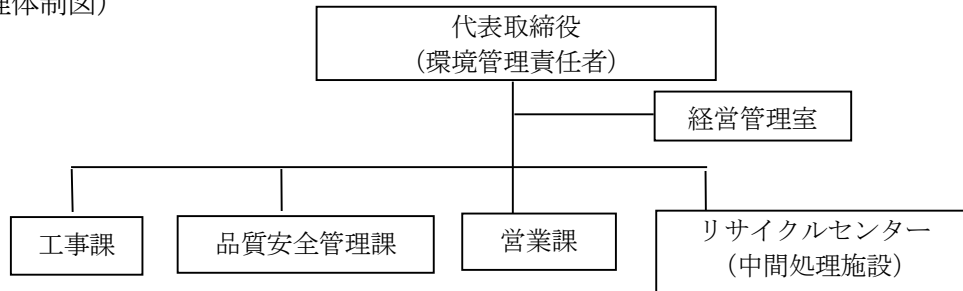 理体制図）
代表取締役
（環境管理責任者）
経営管理室
工事課
品質安全管理課
営業課
リサイクルセンター
（中間処理施設）